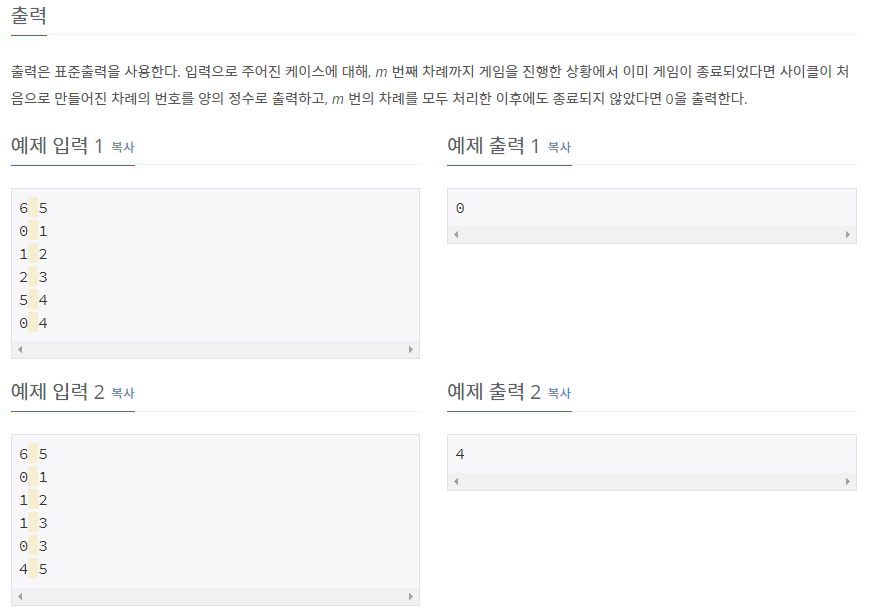 출력
출력은 표준출력을 사용한다. 입력으로 주어진 케이스에 대해, m 번째 차례까지 게임을 진행한 상황에서 이미 게임이 종료되었다면 사이클이 처
음으로 만들어진 차례의 번호를 양의 정수로 출력하고, m 번의 차례를 모두 처리한 이후에도 종료되지 않았다면 0을 출력한다.
예제 입력 1 복사
6 5
0 1
1 2
2 3
5 4
0 4
예제 출력 1 복사
0
예제 입력 2 복사
6 5
0 1
1 2
1 3
0 3
4 5
예제 출력 2 복사
4